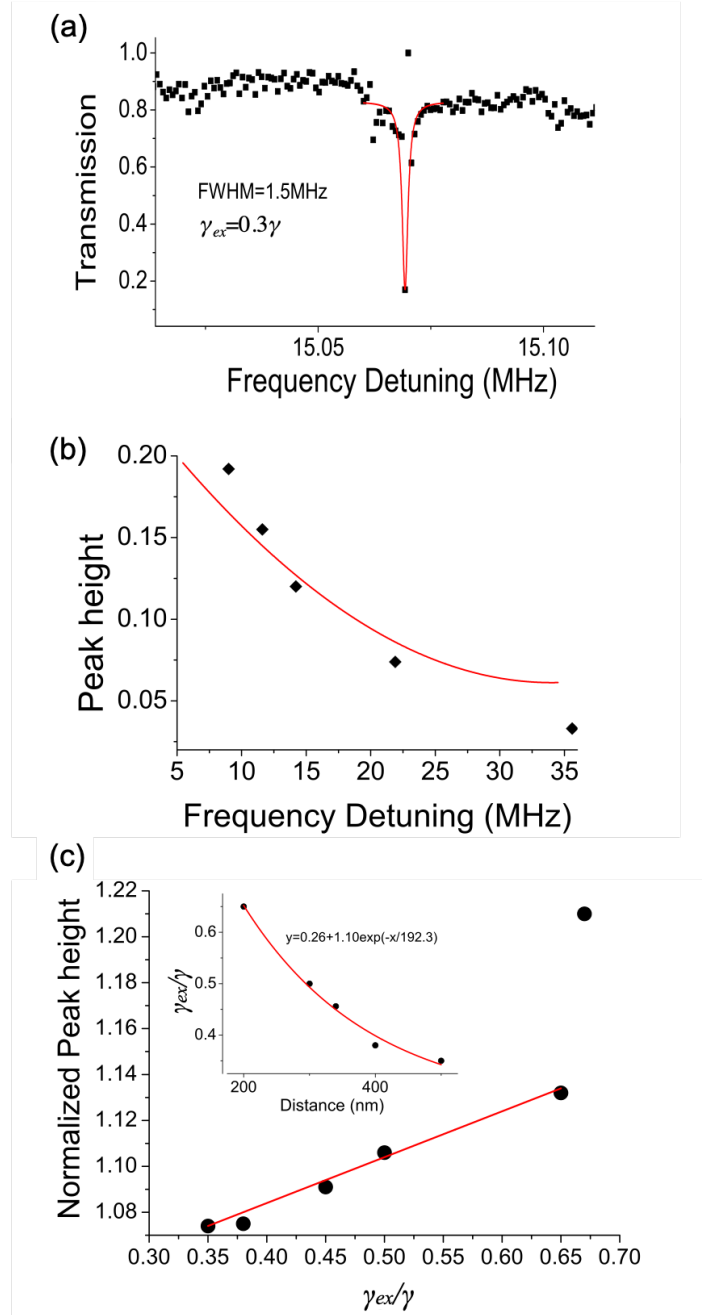 (a)
1.0
0.8
0.6
0.4
0.2
Transmission
FWHM=1.5MHz
γex=0.3γ
15.05
15.10
Frequency Detuning (MHz)
(b)
0.20
0.15
0.10
0.05
Peak height
5
10
15
20
25
30
35
Frequency Detuning (MHz)
(c)
1.22
1.20
1.18
1.16
1.14
1.12
1.10
1.08
Normalized Peak height
0.6
0.5
0.4
γex/γ
y=0.26+1.10exp(-x/192.3)
200
400
Distance (nm)
0.30
0.35
0.40
0.45
0.50
0.55
0.60
0.65
0.70
γex/γ